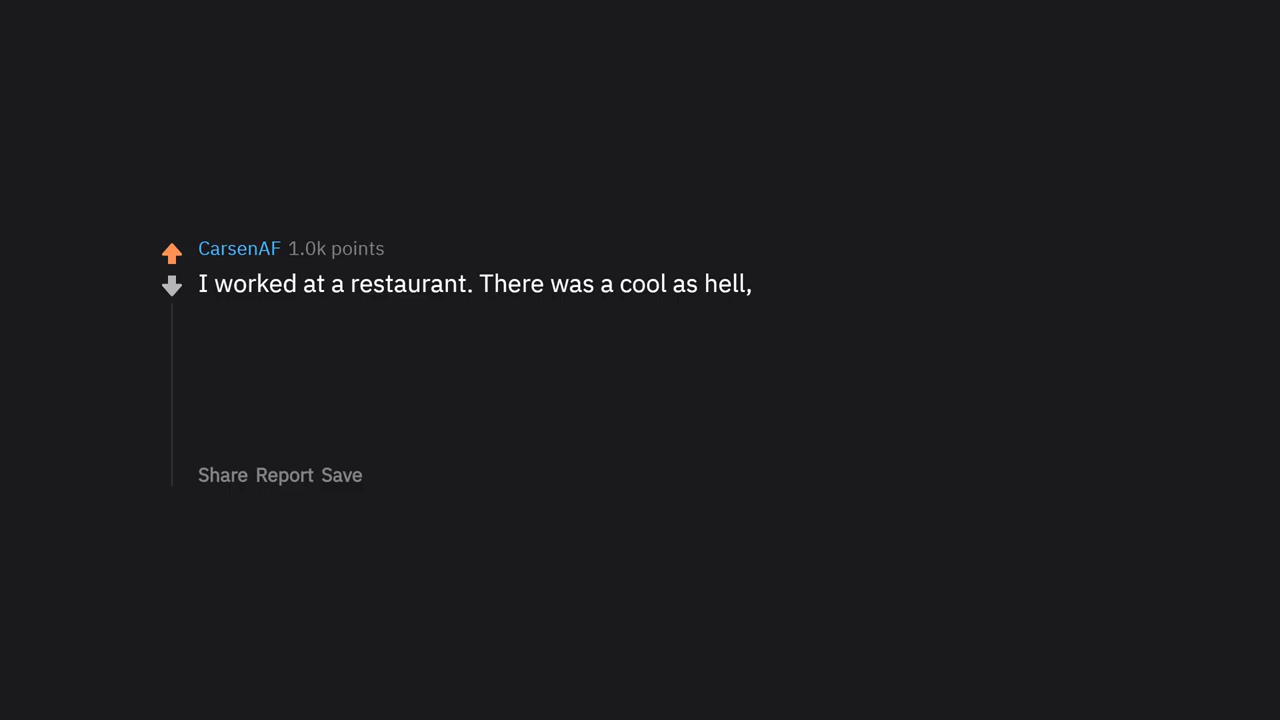 CarsenAF 1.0k points
I worked at a restaurant. There was a cool as hell,
Share Report Save